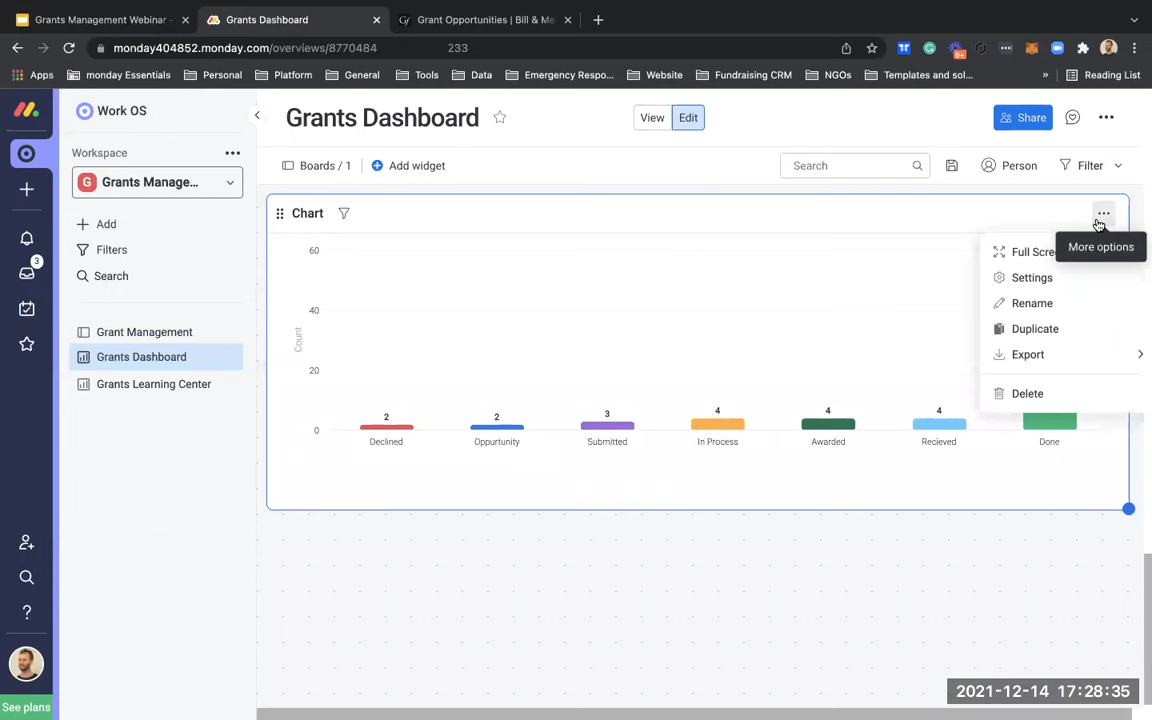 Grants Management Webinar
Grants Dashboard
Grant Opportunities | Bill & Me
monday404852.monday.com/overviews/8770484
233
9+
Apps
monday Essentials
Personal
Platform
General
Tools
Data
Emergency Respo...
Website
Fundraising CRM
NGOs
Templates and sol...
»
Reading List
Work OS
Workspace
G Grants Manage...
Add
Filters
Search
Grant Management
Grants Dashboard
Grants Learning Center
3
See plans
Grants Dashboard
View
Edit
Share
Boards / 1
Add widget
Search
Person
Filter
Chart
More options
Full Scre
Settings
Rename
Duplicate
Export
Delete
Count
60
40
20
0
2
2
3
4
4
4
Declined
Oppurtunity
Submitted
In Process
Awarded
Recieved
Done
2021-12-14 17:28:35